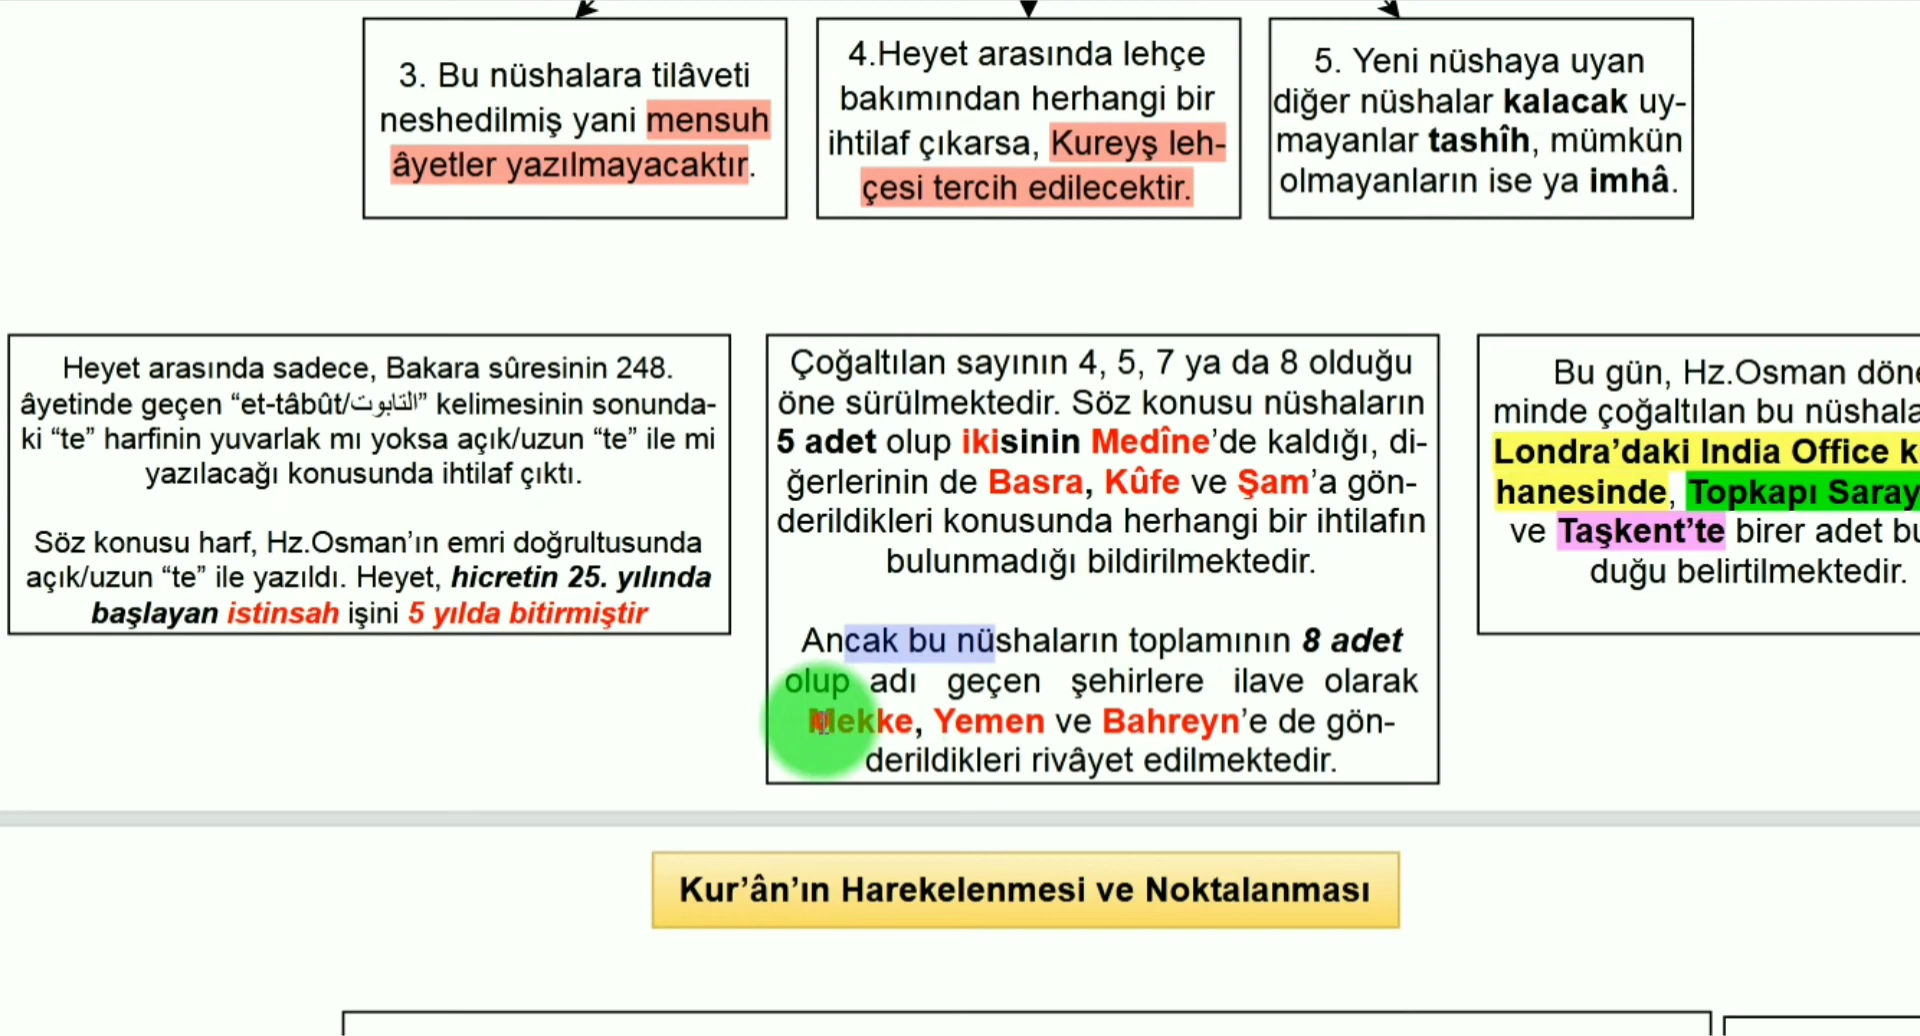 3. Bu nüshalara tilâveti
neshedilmiş yani mensuh
âyetler yazılmayacaktır.
4.Heyet arasında lehçe
bakımından herhangi bir
ihtilaf çıkarsa, Kureyş leh-
çesi tercih edilecektir.
5. Yeni nüshaya uyan
diğer nüshalar kalacak uy-
mayanlar tashîh, mümkün
olmayanların ise ya imhâ.
Heyet arasında sadece, Bakara sûresinin 248.
âyetinde geçen “et-tâbût/التابوت” kelimesinin sonunda-
ki “te” harfinin yuvarlak mı yoksa açık/uzun “te” ile mi
yazılacağı konusunda ihtilaf çıktı.
Söz konusu harf, Hz.Osman’ın emri doğrultusunda
açık/uzun “te” ile yazıldı. Heyet, hicretin 25. yılında
başlayan istinsah işini 5 yılda bitirmiştir
Çoğaltılan sayının 4, 5, 7 ya da 8 olduğu
öne sürülmektedir. Söz konusu nüshaların
5 adet olup ikisinin Medîne’de kaldığı, di-
ğerlerinin de Basra, Kûfe ve Şam’a gön-
derildikleri konusunda herhangi bir ihtilafın
bulunmadığı bildirilmektedir.
Ancak bu nüshaların toplamının 8 adet
olup adı geçen şehirlere ilave olarak
Mekke, Yemen ve Bahreyn’e de gön-
derildikleri rivâyet edilmektedir.
Bu gün, Hz.Osman döne
minde çoğaltılan bu nüshala
Londra’daki India Office k
hanesinde, Topkapı Saray
ve Taşkent’te birer adet bu
duğu belirtilmektedir.
Kur’ân’ın Harekelenmesi ve Noktalanması